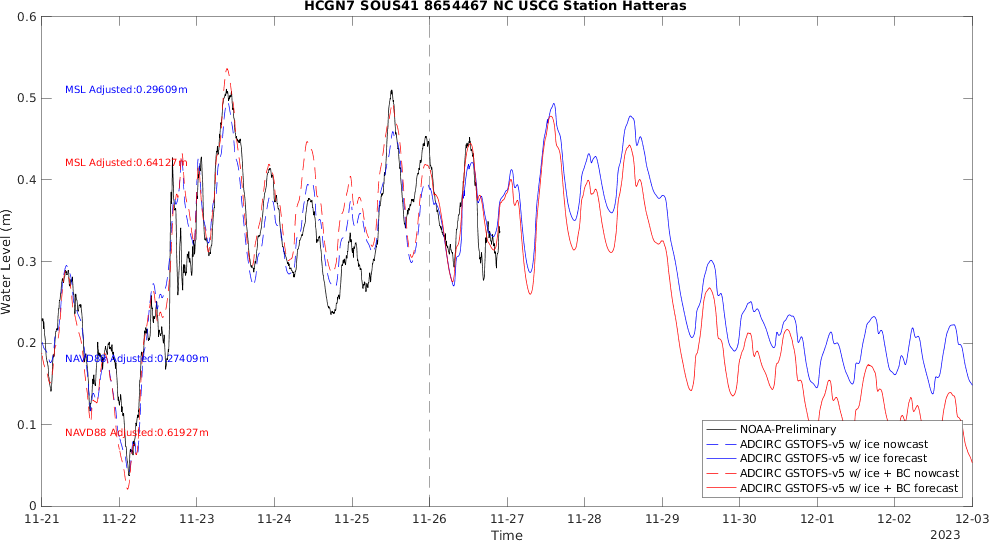 HCGN7 SOUS41 8654467 NC USCG Station Hatteras
0.6
0.5
0.4
0.3
0.2
0.1
0
Water Level (m)
MSL Adjusted:0.29609m
MSL Adjusted:0.64127m
NAVD88 Adjusted:0.27409m
NAVD88 Adjusted:0.61927m
NOAA-Preliminary
ADCIRC GSTOFS-v5 w/ ice nowcast
ADCIRC GSTOFS-v5 w/ ice forecast
ADCIRC GSTOFS-v5 w/ ice + BC nowcast
ADCIRC GSTOFS-v5 w/ ice + BC forecast
11-21 11-22 11-23 11-24 11-25 11-26 11-27 11-28 11-29 11-30 12-01 12-02 12-03
Time
2023